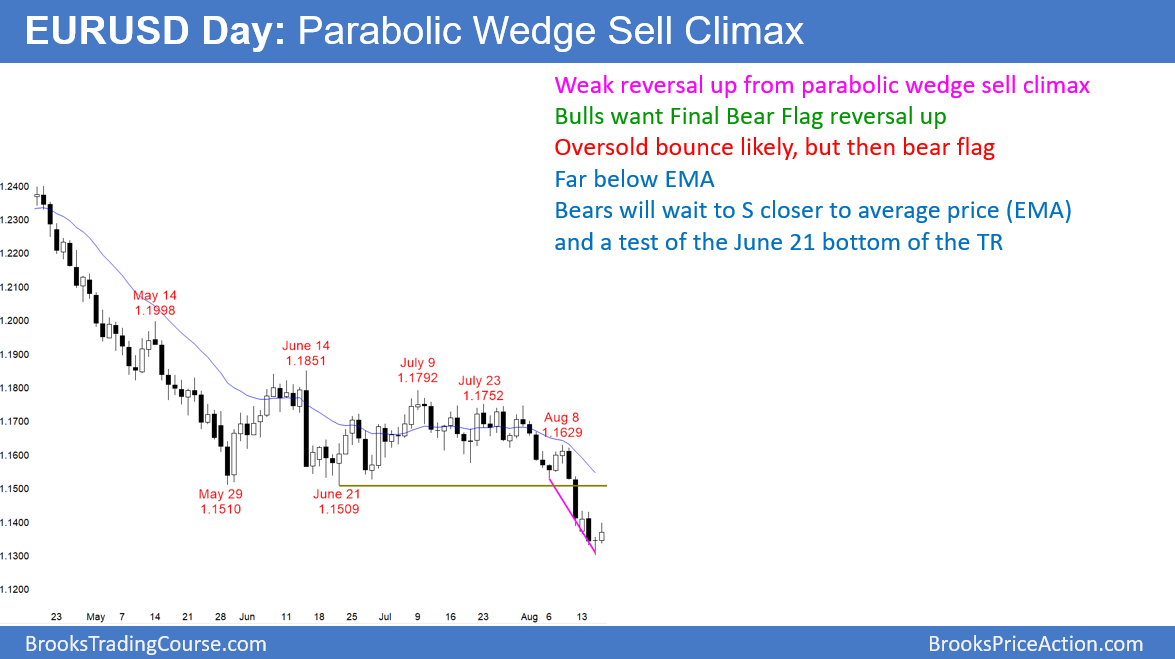 EURUSD Day: Parabolic Wedge Sell Climax
Weak reversal up from parabolic wedge sell climax
Bulls want Final Bear Flag reversal up
Oversold bounce likely, but then bear flag
Far below EMA
Bears will wait to S closer to average price (EMA)
and a test of the June 21 bottom of the TR
1.2400
1.2300
1.2200
1.2100
1.2000
1.1900
1.1800
1.1700
1.1600
1.1500
1.1400
1.1300
1.1200
May 14
1.1998
June 14
1.1851
July 9
1.1792
July 23
1.1752
Aug 8
1.1629
May 29
1.1510
June 21
1.1509
23 May 7 14 21 28 Jun 11 18 25 Jul 9 16 23 Aug 6 13
BrooksTradingCourse.com
BrooksPriceAction.com